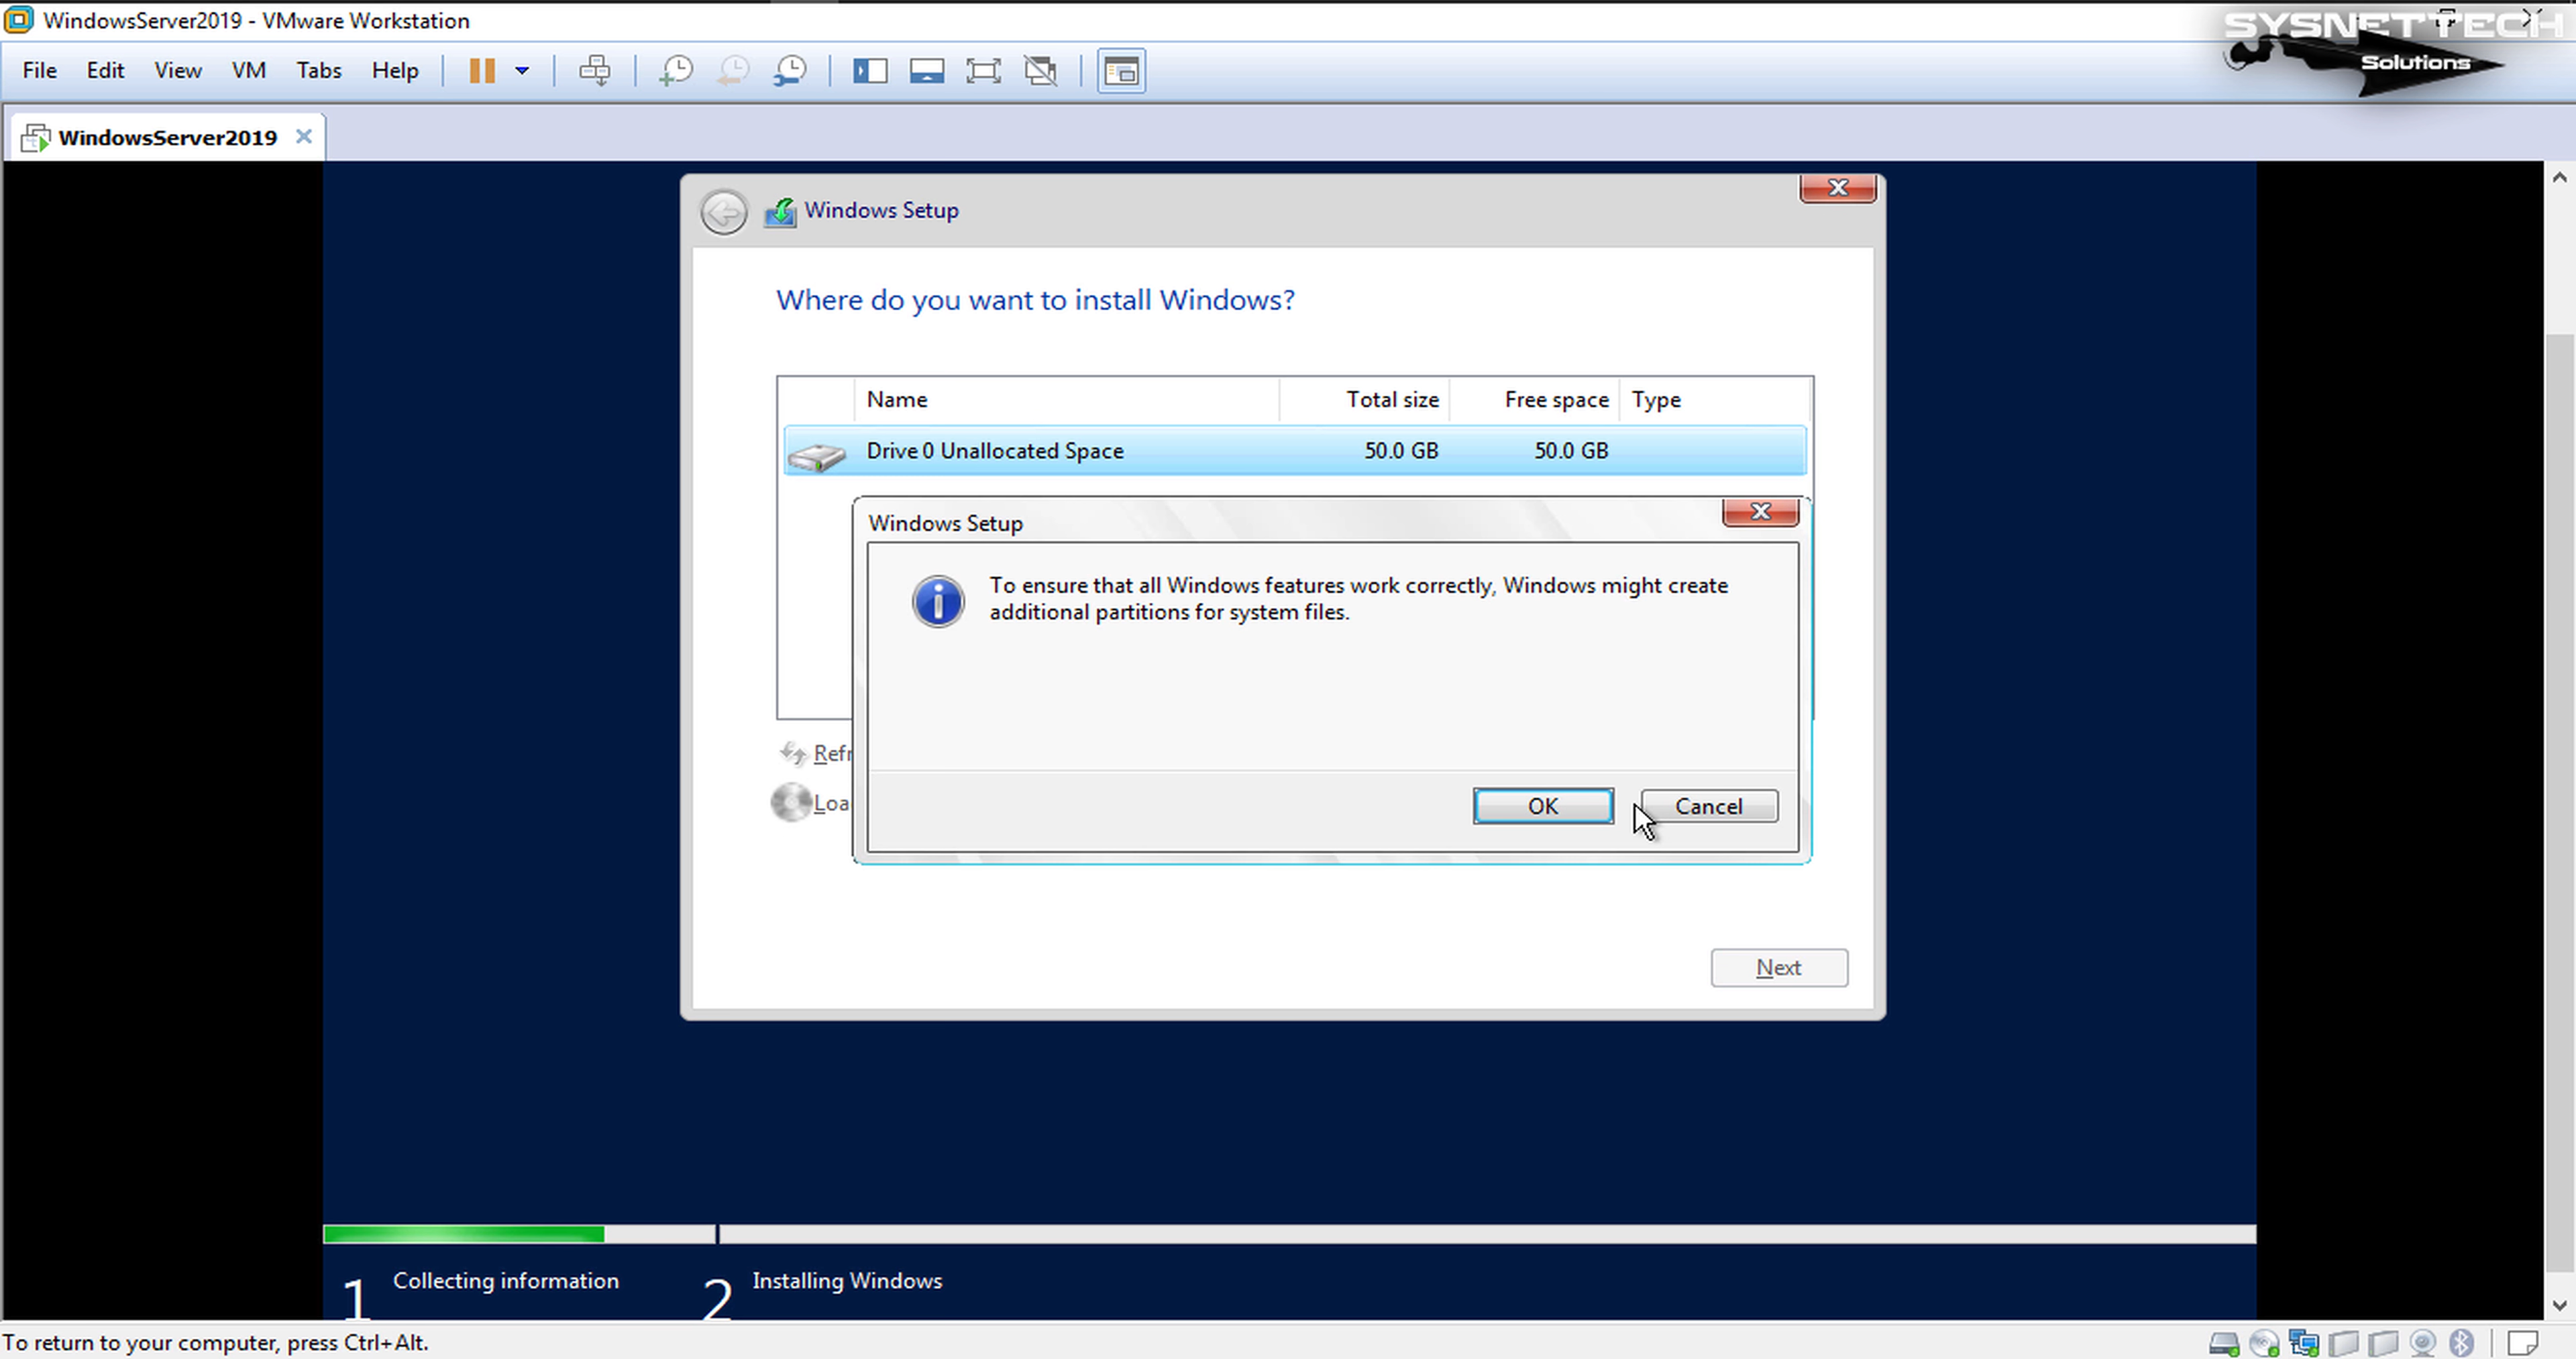 WindowsServer2019 - VMware Workstation
SYSNETTECH
Solutions
File Edit View VM Tabs Help
WindowsServer2019
Windows Setup
Where do you want to install Windows?
Name Total size Free space Type
Drive 0 Unallocated Space 50.0 GB 50.0 GB
Windows Setup
To ensure that all Windows features work correctly, Windows might create
additional partitions for system files.
Refr
Loa
OK Cancel
Next
1 Collecting information 2 Installing Windows
To return to your computer, press Ctrl+Alt.